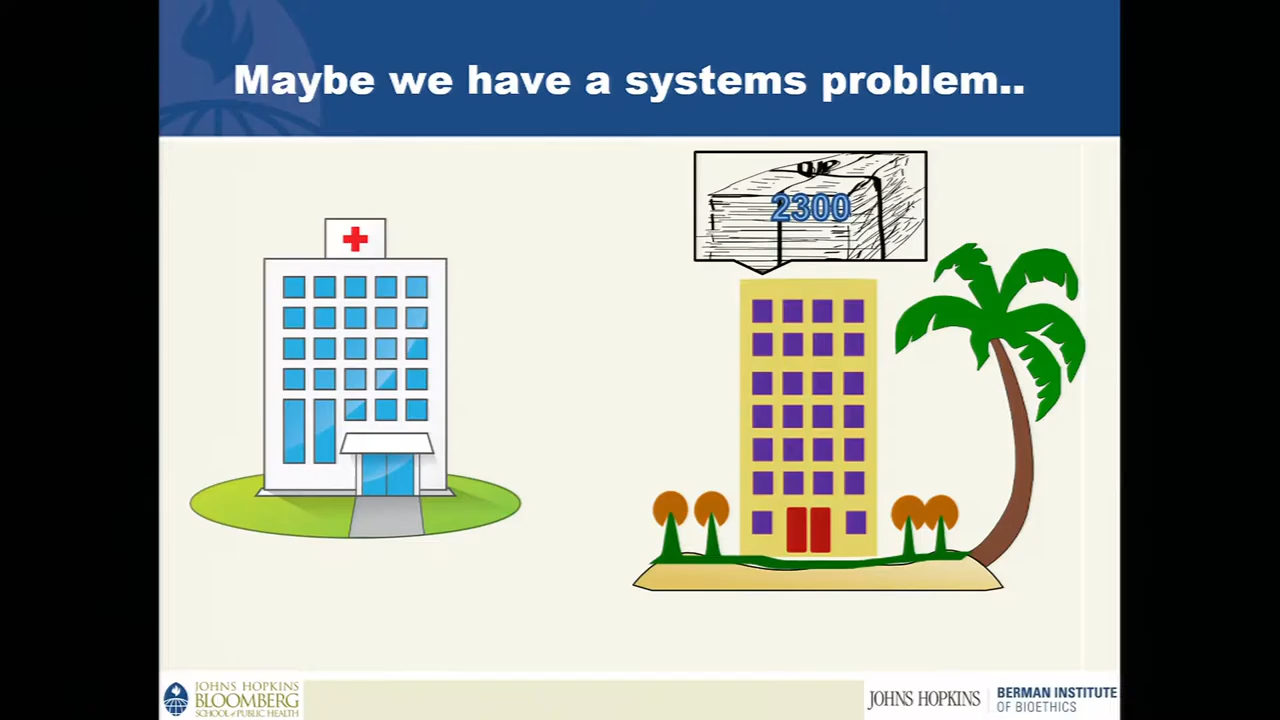 Maybe we have a systems problem..
2300
JOHNS HOPKINS
BLOOMBERG
SCHOOL of PUBLIC HEALTH
JOHNS HOPKINS
BERMAN INSTITUTE
OF BIOETHICS